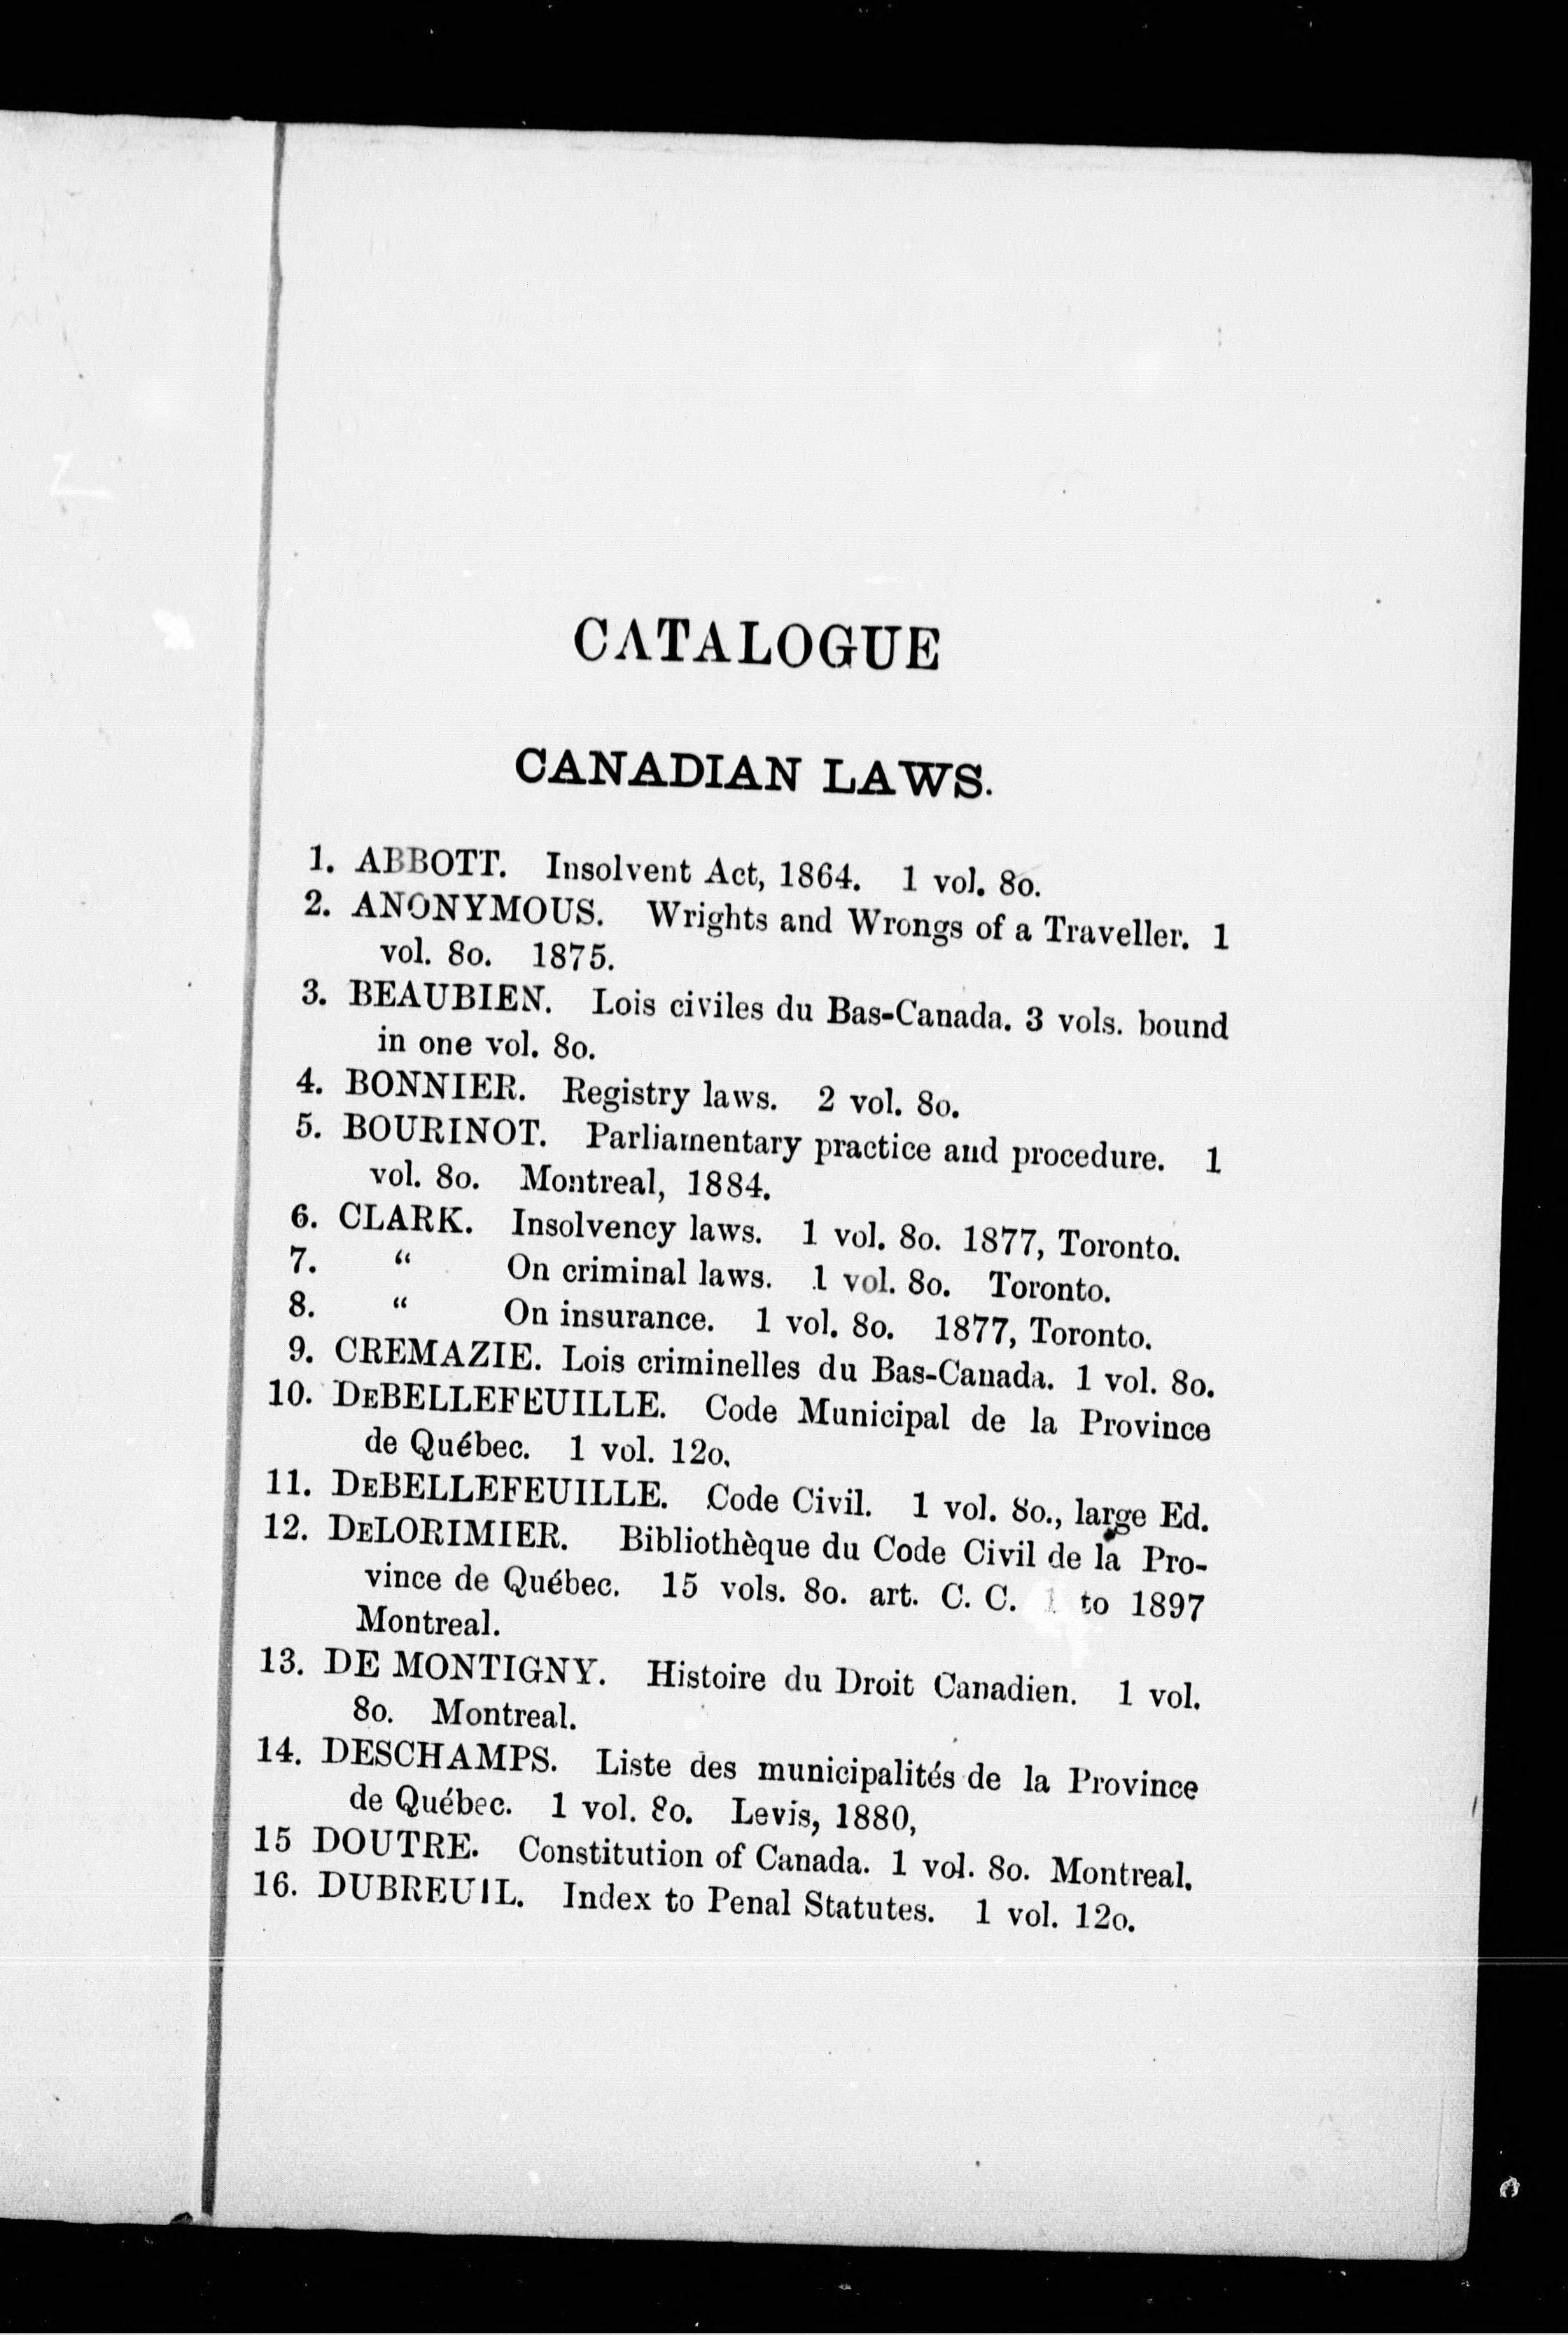 CATALOGUE
CANADIAN LAWS.
1. ABBOTT. Insolvent Act, 1864. 1 vol. 8o.
2. ANONYMOUS. Wrights and Wrongs of a Traveller. 1
vol. 8o. 1875.
3. BEAUBIEN. Lois civiles du Bas-Canada. 3 vols. bound
in one vol. 8o.
4. BONNIER. Registry laws. 2 vol. 8o.
5. BOURINOT. Parliamentary practice and procedure. 1
vol. 8o. Montreal, 1884.
6. CLARK. Insolvency laws. 1 vol. 8o. 1877, Toronto.
7. “ On criminal laws. 1 vol. 8o. Toronto.
8. “ On insurance. 1 vol. 8o. 1877, Toronto.
9. CREMAZIE. Lois criminelles du Bas-Canada. 1 vol. 8o.
10. DEBELLEFEUILLE. Code Municipal de la Province
de Québec. 1 vol. 12o.
11. DEBELLEFEUILLE. Code Civil. 1 vol. 8o., large Ed.
12. DELORIMIER. Bibliothèque du Code Civil de la Pro-
vince de Québec. 15 vols. 8o. art. C. C. 1 to 1897
Montreal.
13. DE MONTIGNY. Histoire du Droit Canadien. 1 vol.
8o. Montreal.
14. DESCHAMPS. Liste des municipalités de la Province
de Québec. 1 vol. 8o. Levis, 1880,
15 DOUTRE. Constitution of Canada. 1 vol. 8o. Montreal.
16. DUBREUIL. Index to Penal Statutes. 1 vol. 12o.